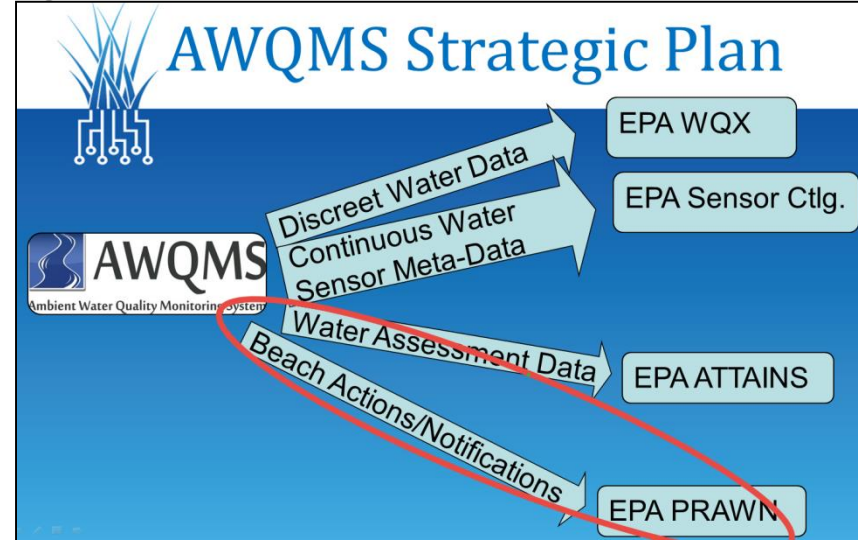 AWQMS Strategic Plan
Discreet Water Data
EPA WQX
Continuous Water
Sensor Meta-Data
EPA Sensor Ctlg.
AWQMS
Ambient Water Quality Monitoring System
Water Assessment Data
EPA ATTAINS
Beach Actions/Notifications
EPA PRAWN